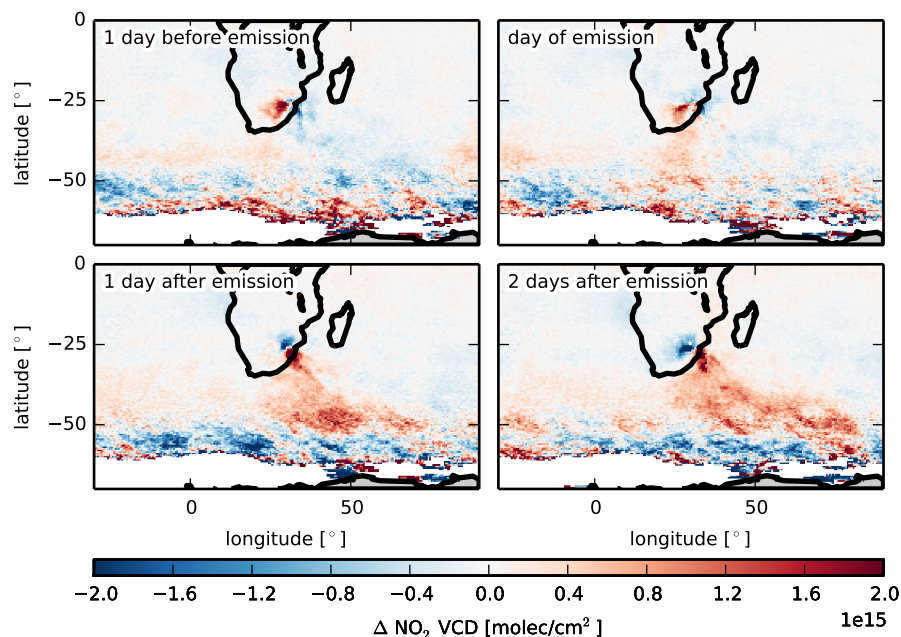 0
1 day before emission
day of emission
−25
−50
latitude [°]
0
1 day after emission
2 days after emission
−25
−50
latitude [°]
0
50
0
50
longitude [°]
longitude [°]
−2.0 −1.6 −1.2 −0.8 −0.4 0.0 0.4 0.8 1.2 1.6 2.0
1e15
Δ NO₂ VCD [molec/cm²]